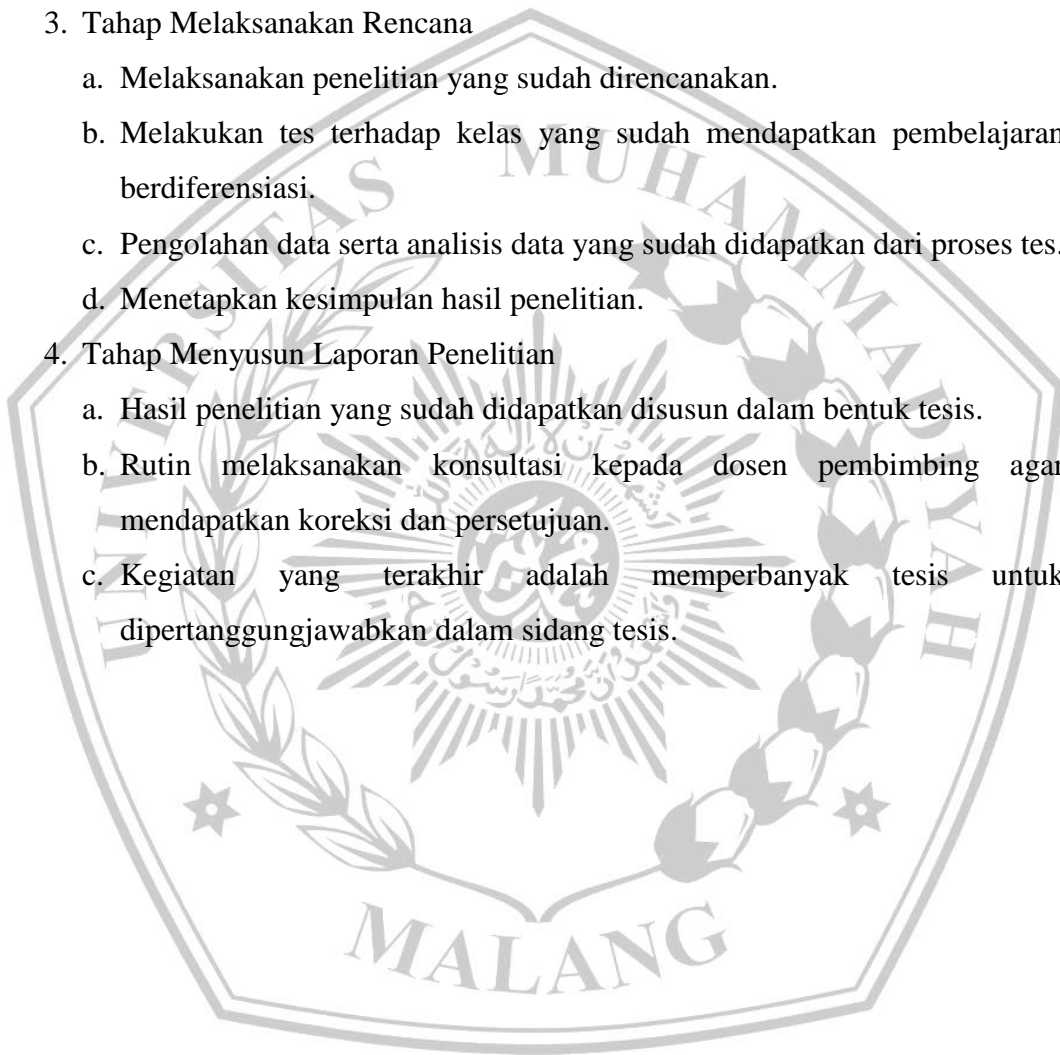 3. Tahap Melaksanakan Rencana
a. Melaksanakan penelitian yang sudah direncanakan.
b. Melakukan tes terhadap kelas yang sudah mendapatkan pembelajaran
berdiferensiasi.
c. Pengolahan data serta analisis data yang sudah didapatkan dari proses tes.
d. Menetapkan kesimpulan hasil penelitian.
4. Tahap Menyusun Laporan Penelitian
a. Hasil penelitian yang sudah didapatkan disusun dalam bentuk tesis.
b. Rutin melaksanakan konsultasi kepada dosen pembimbing agar
mendapatkan koreksi dan persetujuan.
c. Kegiatan yang terakhir adalah memperbanyak tesis untuk
dipertanggungjawabkan dalam sidang tesis.
UNIVERSITAS MUHAMMADIYAH
MALANG